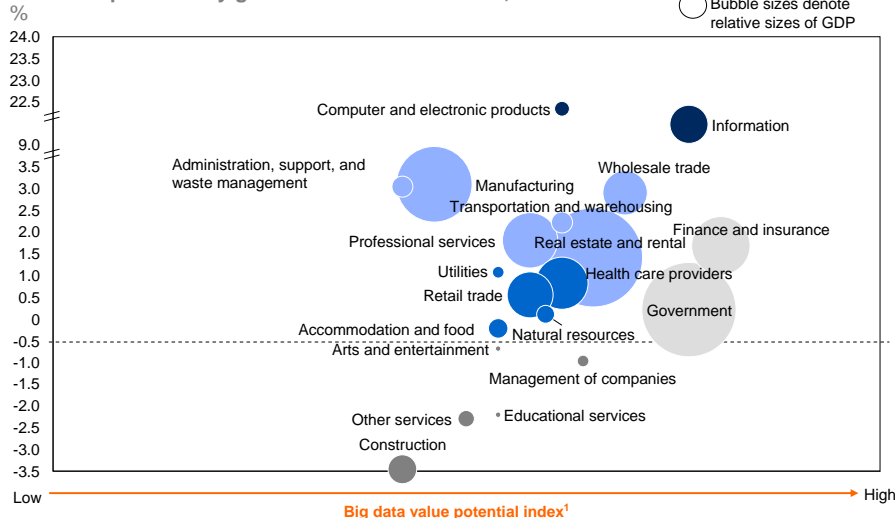 %
Bubble sizes denote
relative sizes of GDP
24.0
23.5
23.0
22.5
9.0
3.5
3.0
2.5
2.0
1.5
1.0
0.5
0
-0.5
-1.0
-1.5
-2.0
-2.5
-3.0
-3.5
Computer and electronic products
Information
Administration, support, and
waste management
Manufacturing
Wholesale trade
Transportation and warehousing
Professional services
Real estate and rental
Finance and insurance
Utilities
Health care providers
Retail trade
Government
Accommodation and food
Natural resources
Arts and entertainment
Management of companies
Other services
Educational services
Construction
Low
High
Big data value potential index1